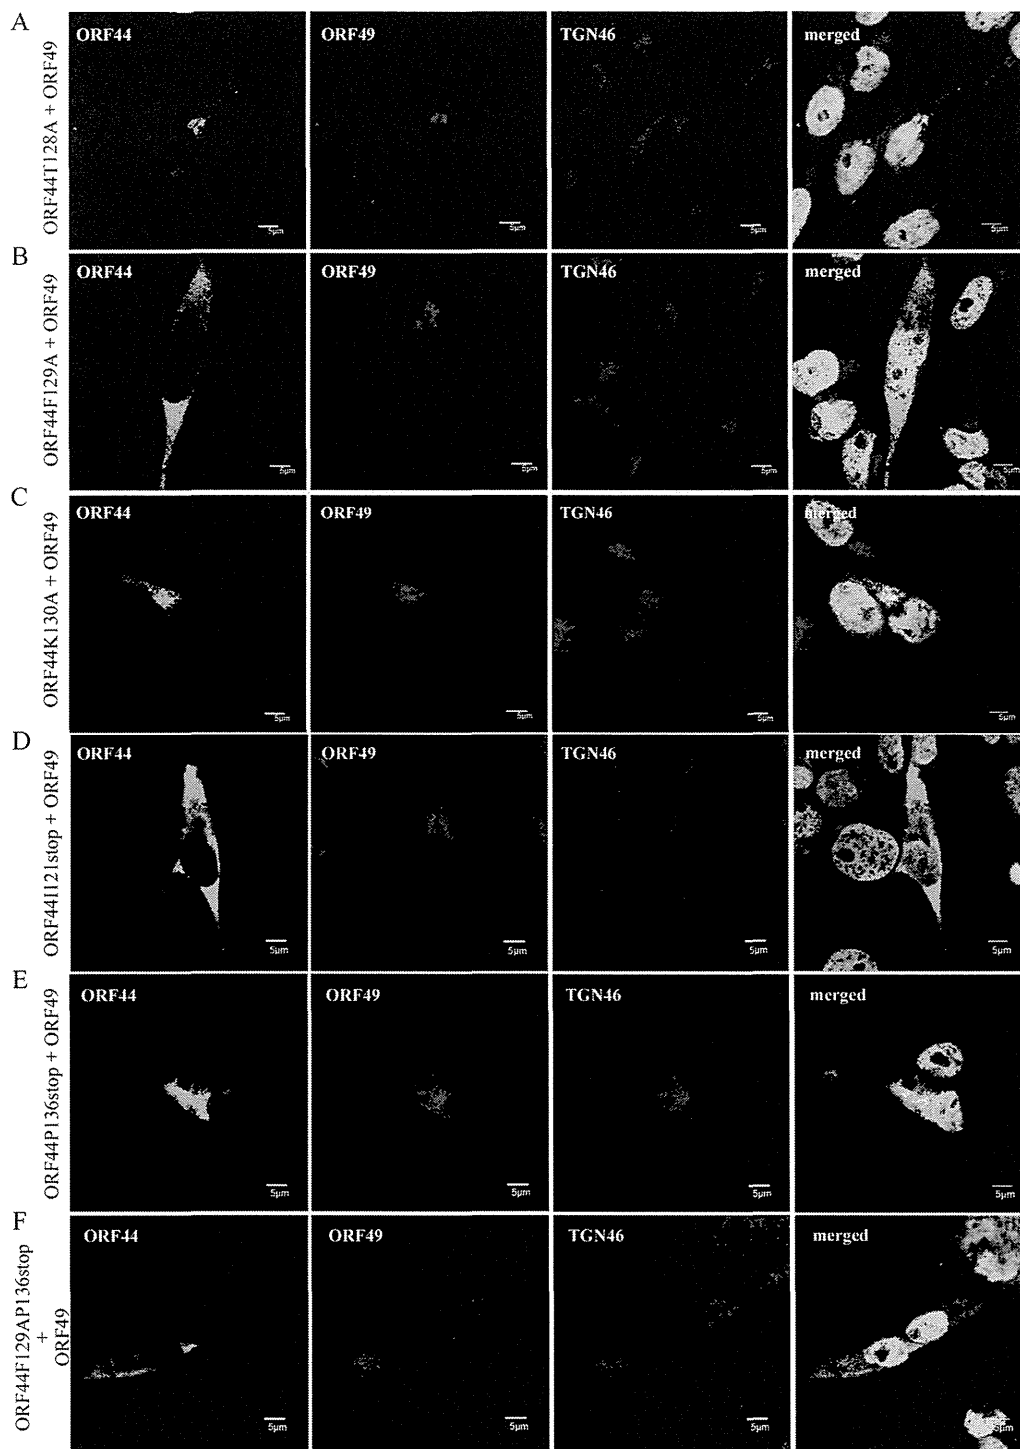 A
ORF44T128A + ORF49
ORF44
ORF49
TGN46
merged
5μm
5μm
5μm
5μm
B
ORF44F129A + ORF49
ORF44
ORF49
TGN46
merged
5μm
5μm
5μm
5μm
C
ORF44K130A + ORF49
ORF44
ORF49
TGN46
merged
5μm
5μm
5μm
5μm
D
ORF44I121stop + ORF49
ORF44
ORF49
TGN46
merged
5μm
5μm
5μm
5μm
E
ORF44P136stop + ORF49
ORF44
ORF49
TGN46
merged
5μm
5μm
5μm
5μm
F
ORF44F129AP136stop
+
ORF49
ORF44
ORF49
TGN46
merged
5μm
5μm
5μm
5μm